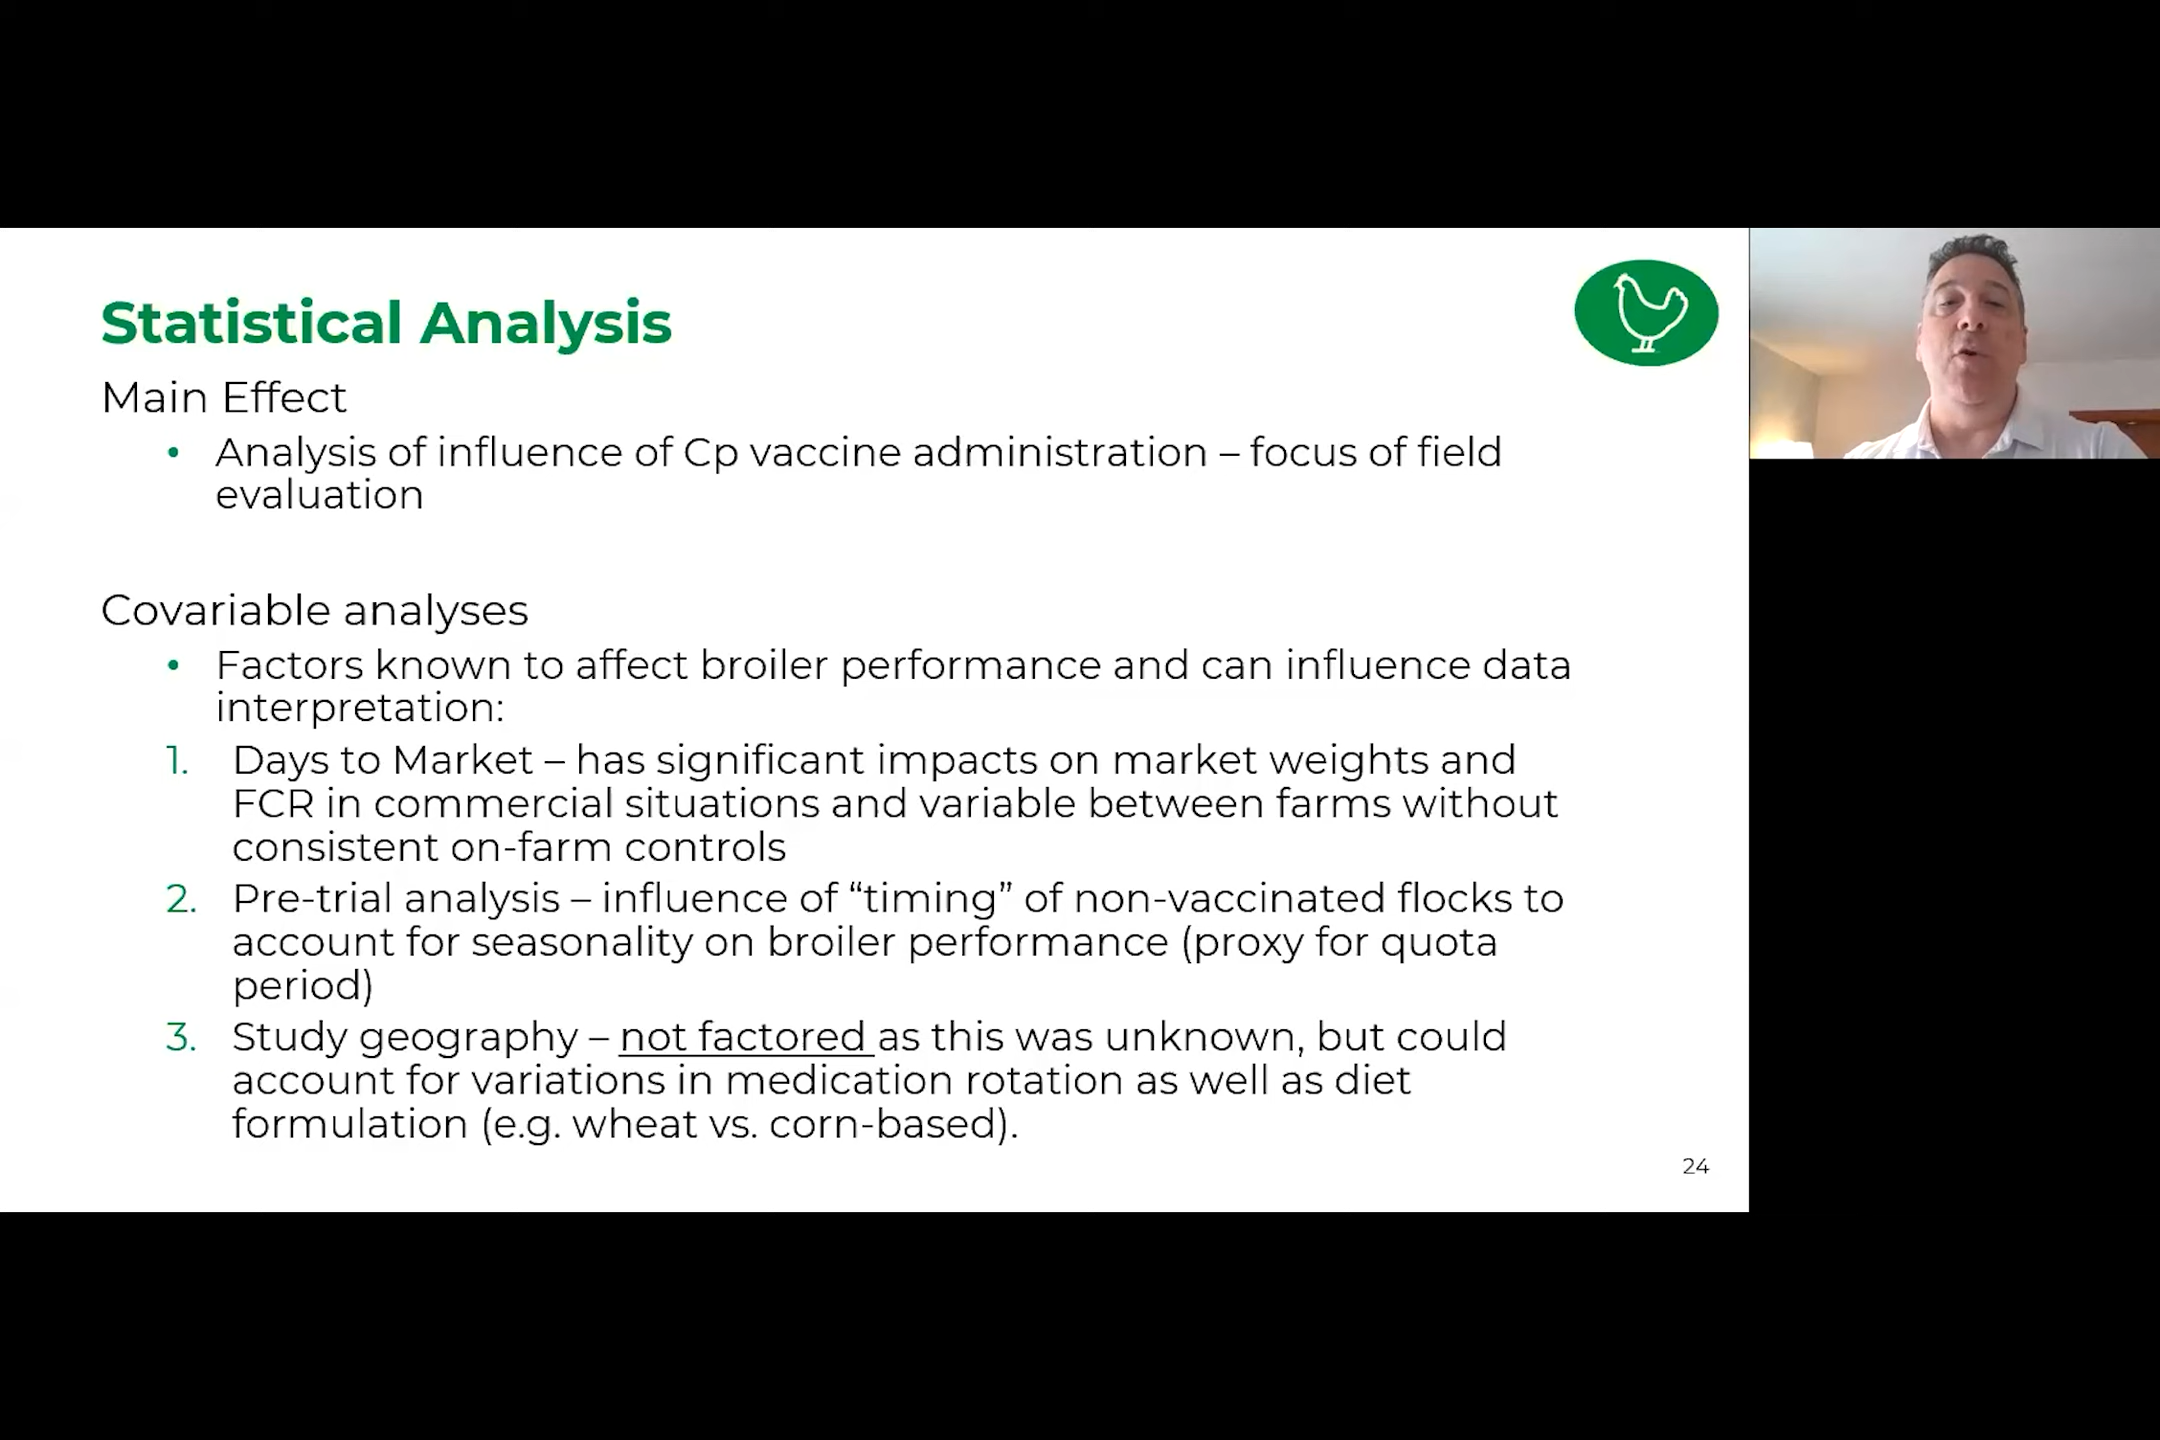 Statistical Analysis
Main Effect
• Analysis of influence of Cp vaccine administration – focus of field
evaluation
Covariable analyses
• Factors known to affect broiler performance and can influence data
interpretation:
1. Days to Market – has significant impacts on market weights and
FCR in commercial situations and variable between farms without
consistent on-farm controls
2. Pre-trial analysis – influence of “timing” of non-vaccinated flocks to
account for seasonality on broiler performance (proxy for quota
period)
3. Study geography – not factored as this was unknown, but could
account for variations in medication rotation as well as diet
formulation (e.g. wheat vs. corn-based).
24